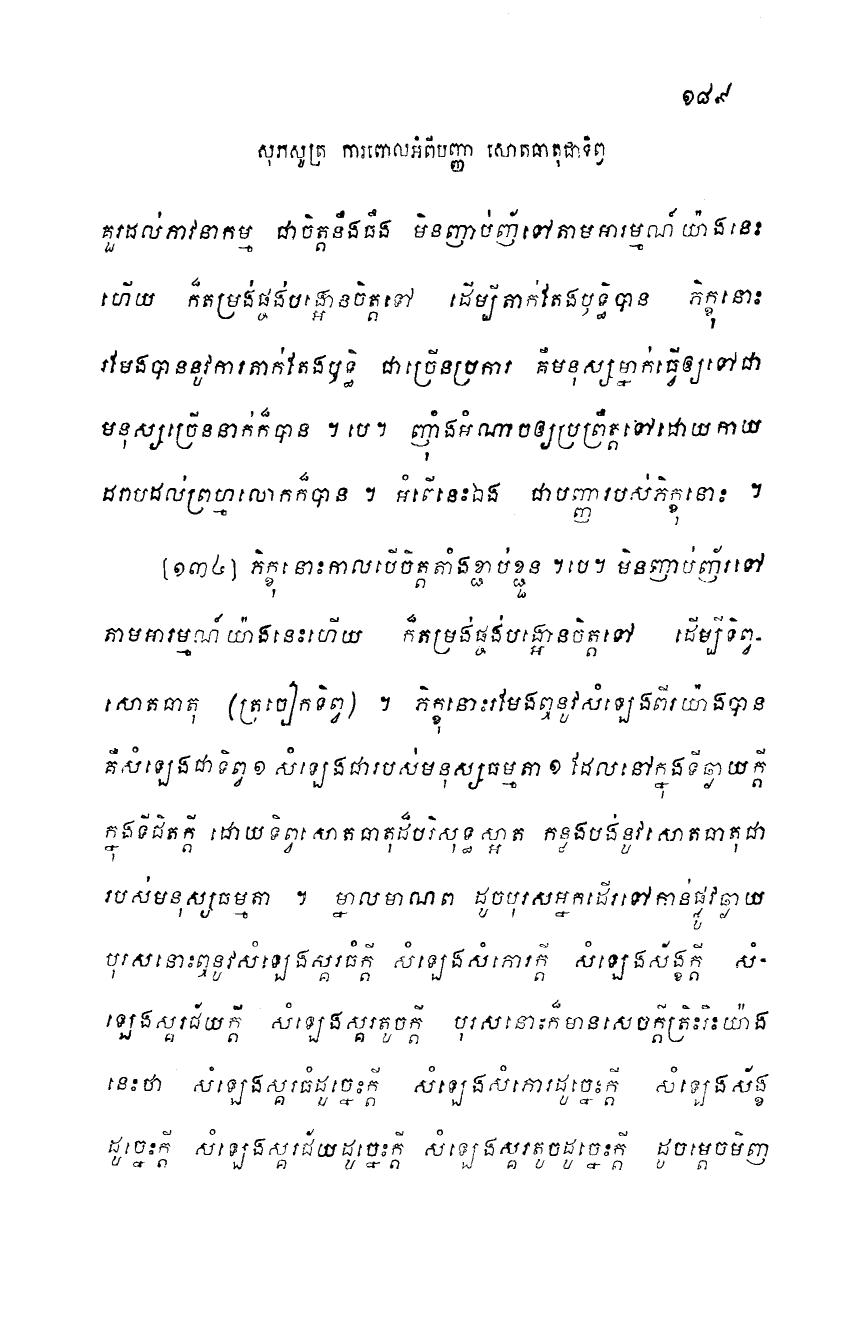 ១៨៩
សុភសូត្រ ការពោលអំពីបញ្ញា សោតធាតុជាទិព្វ
គួរដល់ភាវនាកម្ម ជាចិត្តនឹងធឹង មិនញាប់ញ័រទៅតាមអារម្មណ៍ យ៉ាងនេះ
ហើយ ក៏តម្រង់ផ្ចង់បង្អោនចិត្តទៅ ដើម្បីតាក់តែងឫទ្ធិបាន ភិក្ខុនោះ
រមែងបាននូវការតាក់តែងឫទ្ធិ ជាច្រើនប្រការ គឺមនុស្សម្នាក់ធ្វើឲ្យទៅជា
មនុស្សច្រើននាក់ក៏បាន ។ បេ។ ញុំាំងអំណាចឲ្យប្រព្រឹត្តទៅដោយកាយ
ដរាបដល់ព្រហ្មលោកក៏បាន ។ អំពើនេះឯង ជាបញ្ញារបស់ភិក្ខុនោះ ។
(១៣៤) ភិក្ខុនោះកាលបើចិត្តតាំងខ្ជាប់ខ្ជួន ។បេ។ មិនញាប់ញ័រទៅ
តាមអារម្មណ៍ យ៉ាងនេះហើយ ក៏តម្រង់ផ្ចង់បង្អោនចិត្តទៅ ដើម្បីទិព្វ-
សោតធាតុ (ត្រចៀកទិព្វ) ។ ភិក្ខុនោះរមែងឮនូវសំឡេងពីរយ៉ាងបាន
គឺសំឡេងជាទិព្វ ១ សំឡេងជារបស់មនុស្សធម្មតា ១ ដែលនៅក្នុងទីឆ្ងាយក្តី
ក្នុងទីជិតក្តី ដោយទិព្វសោតធាតុដ៏បរិសុទ្ធស្អាត កន្លងបង់នូវសោតធាតុជា
របស់មនុស្សធម្មតា ។ ម្នាលមាណព ដូចបុរសអ្នកដើរទៅកាន់ផ្លូវឆ្ងាយ
បុរសនោះឮនូវសំឡេងស្គរធំក្តី សំឡេងសំភោរក្តី សំឡេងស័ង្ខក្តី សំ-
ឡេងស្គរជ័យក្តី សំឡេងស្គរតូចក្តី បុរសនោះក៏មានសេចក្តីត្រិះរិះយ៉ាង
នេះថា សំឡេងស្គរធំដូច្នេះក្តី សំឡេងសំភោរដូច្នេះក្តី សំឡេងស័ង្ខ
ដូច្នេះក្តី សំឡេងស្គរជ័យដូច្នេះក្តី សំឡេងស្គរតូចដូច្នេះក្តី ដូចម្តេចមិញ